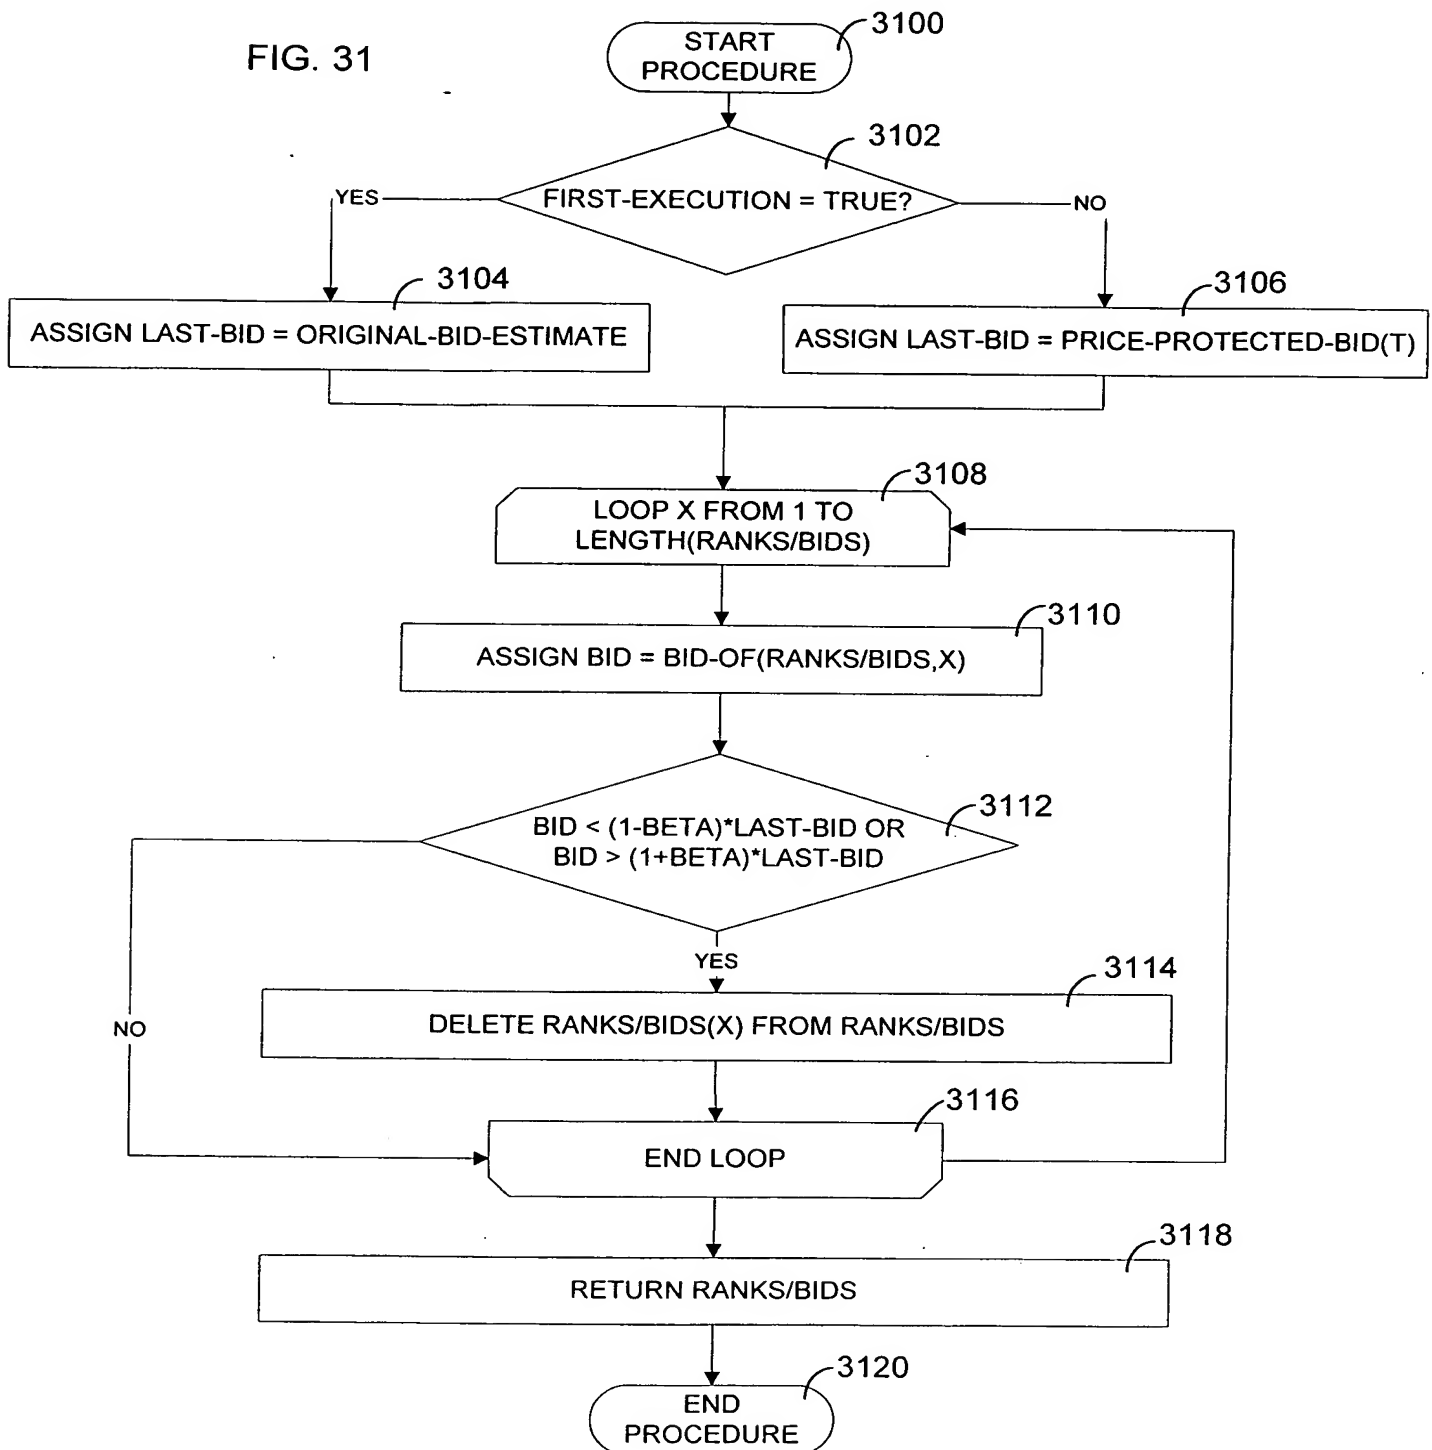 FIG. 31
3100
START
PROCEDURE
3102
FIRST-EXECUTION = TRUE?
YES
NO
3104
ASSIGN LAST-BID = ORIGINAL-BID-ESTIMATE
3106
ASSIGN LAST-BID = PRICE-PROTECTED-BID(T)
3108
LOOP X FROM 1 TO
LENGTH(RANKS/BIDS)
3110
ASSIGN BID = BID-OF(RANKS/BIDS,X)
3112
BID < (1-BETA)*LAST-BID OR
BID > (1+BETA)*LAST-BID
YES
NO
3114
DELETE RANKS/BIDS(X) FROM RANKS/BIDS
3116
END LOOP
3118
RETURN RANKS/BIDS
3120
END
PROCEDURE